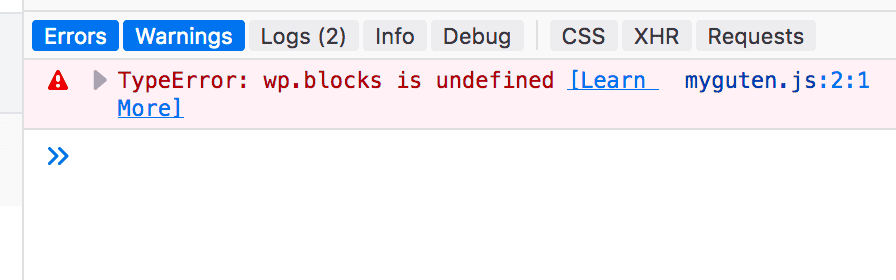 Errors Warnings Logs (2) Info Debug CSS XHR Requests
TypeError: wp.blocks is undefined [Learn myguten.js:2:1
More]